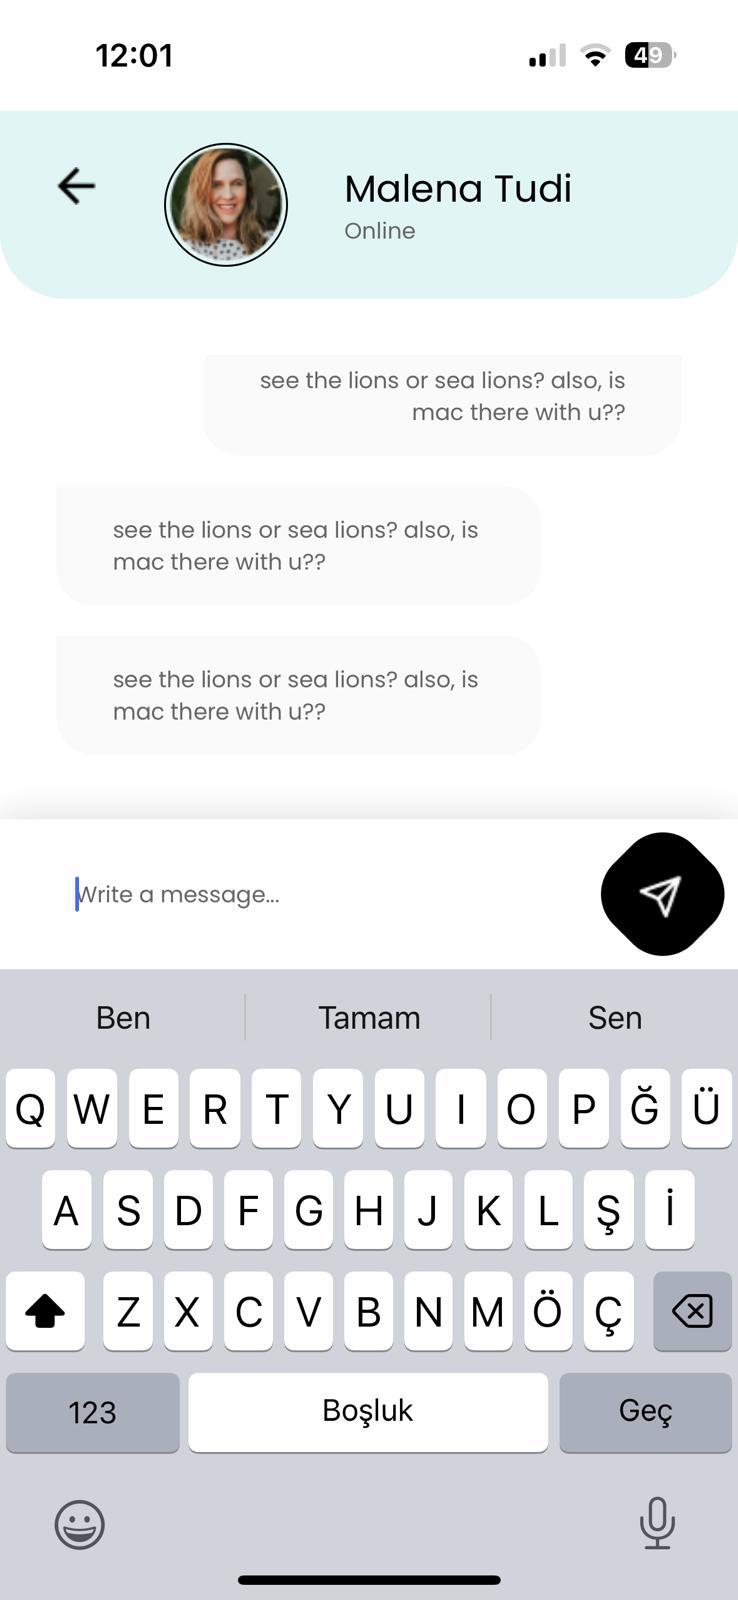 12:01
49
Malena Tudi
Online
see the lions or sea lions? also, is
mac there with u??
see the lions or sea lions? also, is
mac there with u??
see the lions or sea lions? also, is
mac there with u??
Write a message...
Ben Tamam Sen
Q W E R T Y U I O P Ğ Ü
A S D F G H J K L Ş İ
Z X C V B N M Ö Ç
123 Boşluk Geç